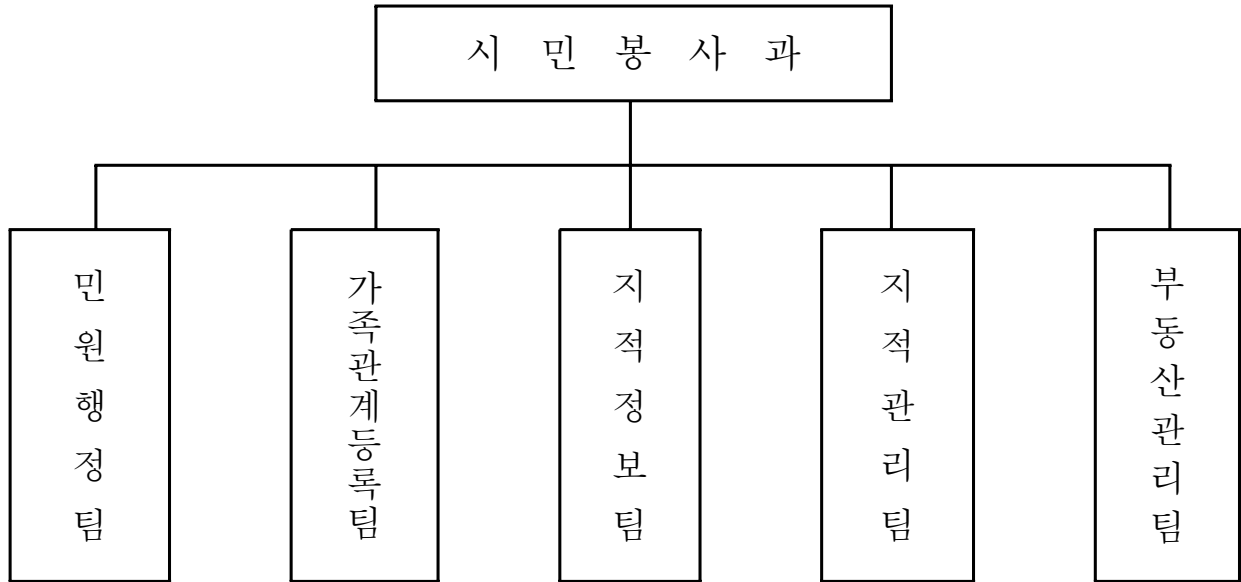 시 민 봉 사 과
민원행정팀
가족관계등록팀
지적정보팀
지적관리팀
부동산관리팀